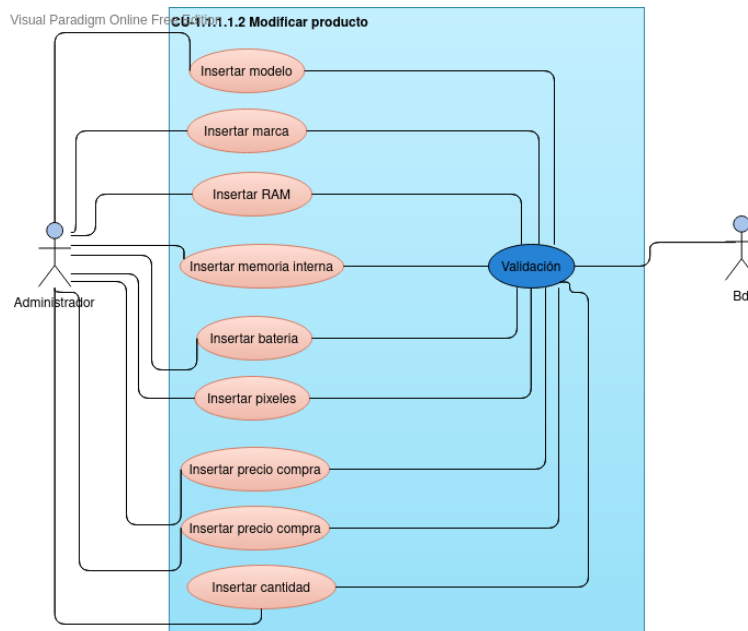 Visual Paradigm Online Free Edition
CU-1.1.1.1.2 Modificar producto
Insertar modelo
Insertar marca
Insertar RAM
Insertar memoria interna
Validación
Administrador
Bd
Insertar bateria
Insertar pixeles
Insertar precio compra
Insertar precio compra
Insertar cantidad